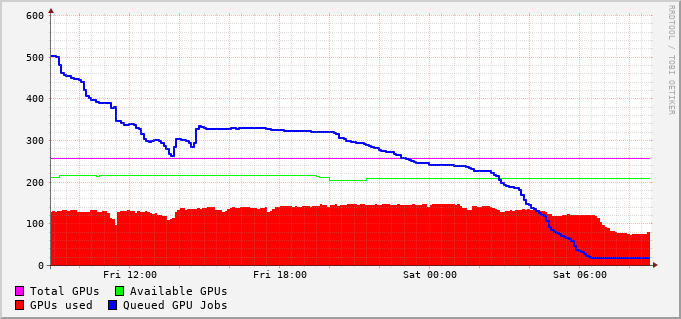 600
500
400
300
200
100
0
Fri 12:00 Fri 18:00 Sat 00:00 Sat 06:00
Total GPUs Available GPUs
GPUs used Queued GPU Jobs
RRDTOOL / TOBI OETIKER